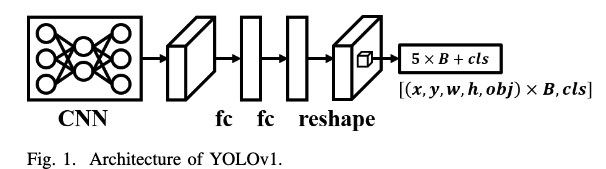 5 × B + cls
[(x, y, w, h, obj) × B, cls]
CNN fc fc reshape
Fig. 1. Architecture of YOLOv1.